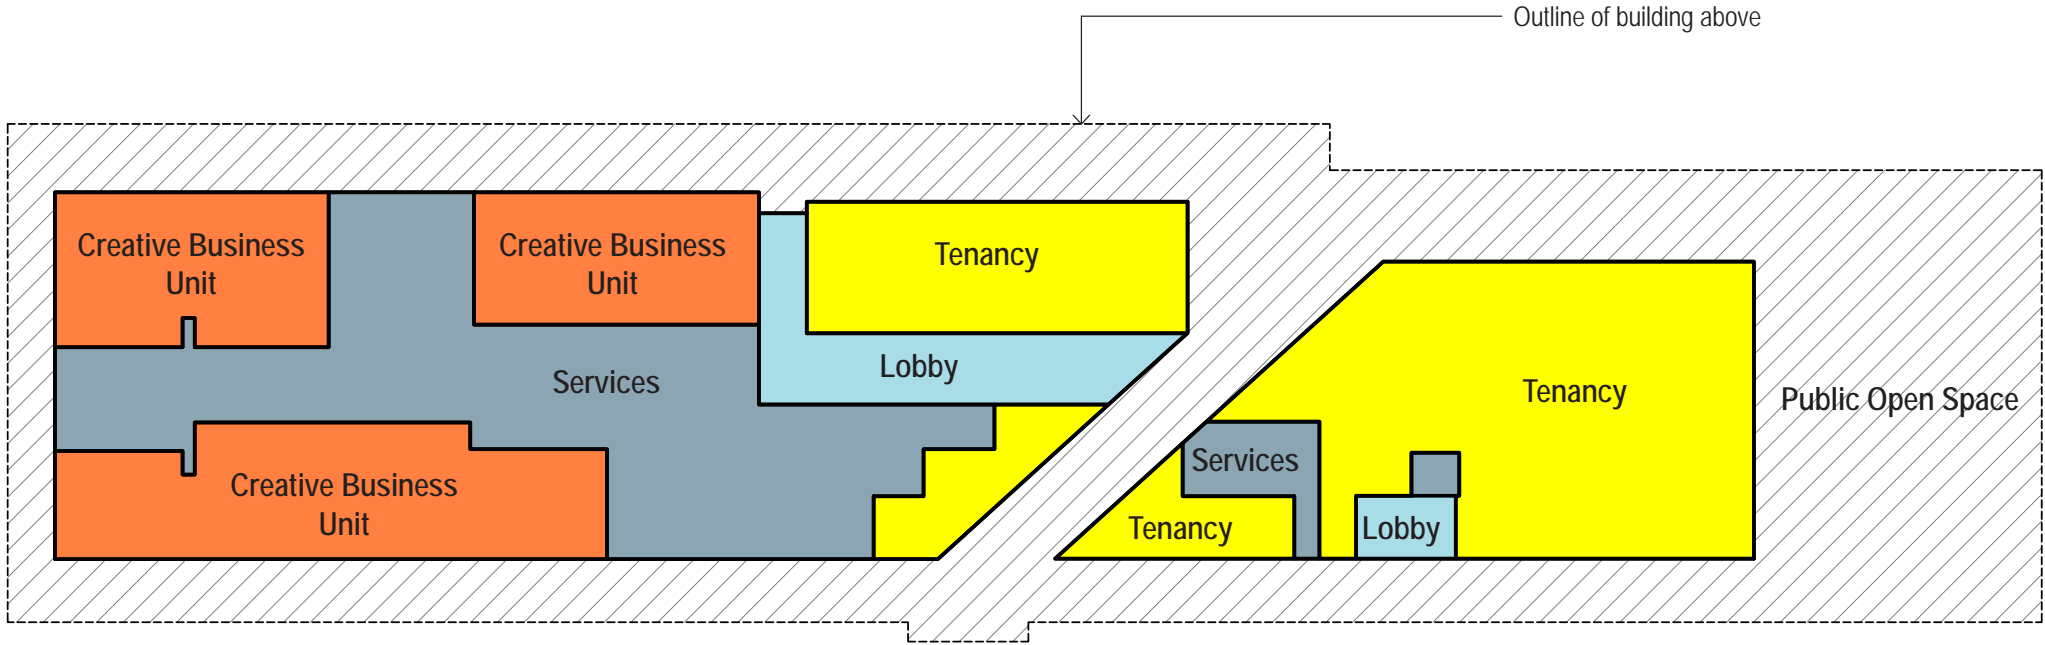 Outline of building above
Creative Business
Unit
Creative Business
Unit
Tenancy
Lobby
Services
Tenancy
Public Open Space
Services
Creative Business
Unit
Tenancy
Lobby